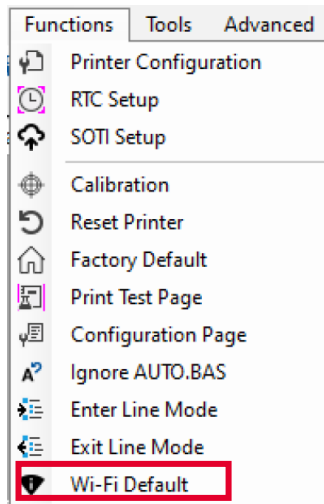 Functions Tools Advanced
Printer Configuration
RTC Setup
SOTI Setup
Calibration
Reset Printer
Factory Default
Print Test Page
Configuration Page
Ignore AUTO.BAS
Enter Line Mode
Exit Line Mode
Wi-Fi Default